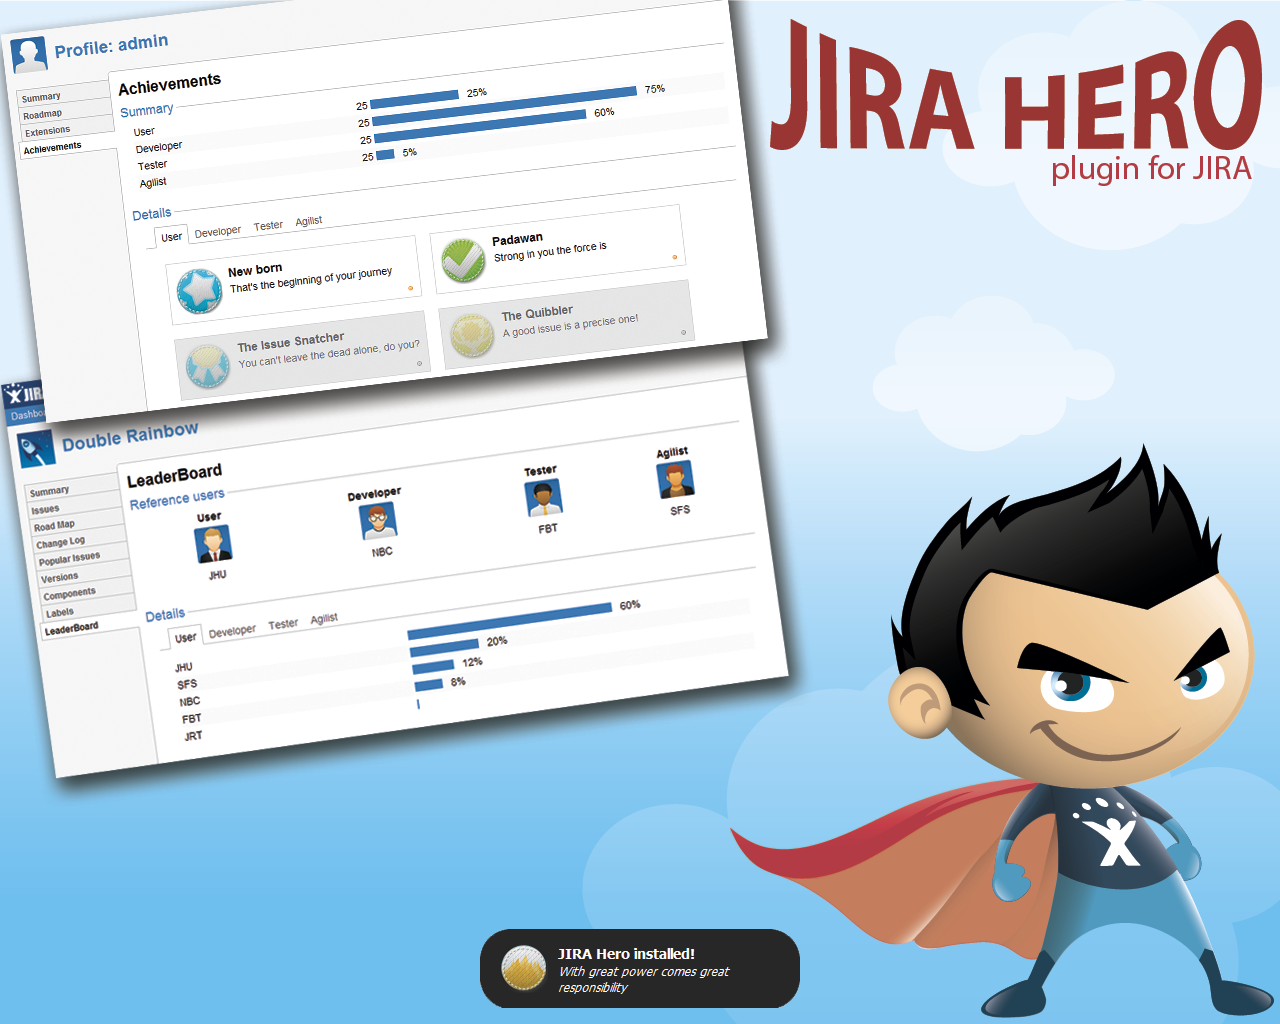 Profile: admin
Summary
Roadmap
Extensions
Achievements
Achievements
Summary
User 25 25%
Developer 25 75%
Tester 25 60%
Agilist 25 5%
Details
User Developer Tester Agilist
New born
That's the beginning of your journey
Padawan
Strong in you the force is
The Issue Snatcher
You can't leave the dead alone, do you?
The Quibbler
A good issue is a precise one!
JIRA HERO
plugin for JIRA
Double Rainbow
Summary
Issues
Road Map
Change Log
Popular Issues
Versions
Components
Labels
LeaderBoard
LeaderBoard
Reference users
User Developer Tester Agilist
JHU NBC FBT SFS
Details
User Developer Tester Agilist
JHU 60%
SFS 20%
NBC 12%
FBT 8%
JRT
JIRA Hero installed!
With great power comes great
responsibility